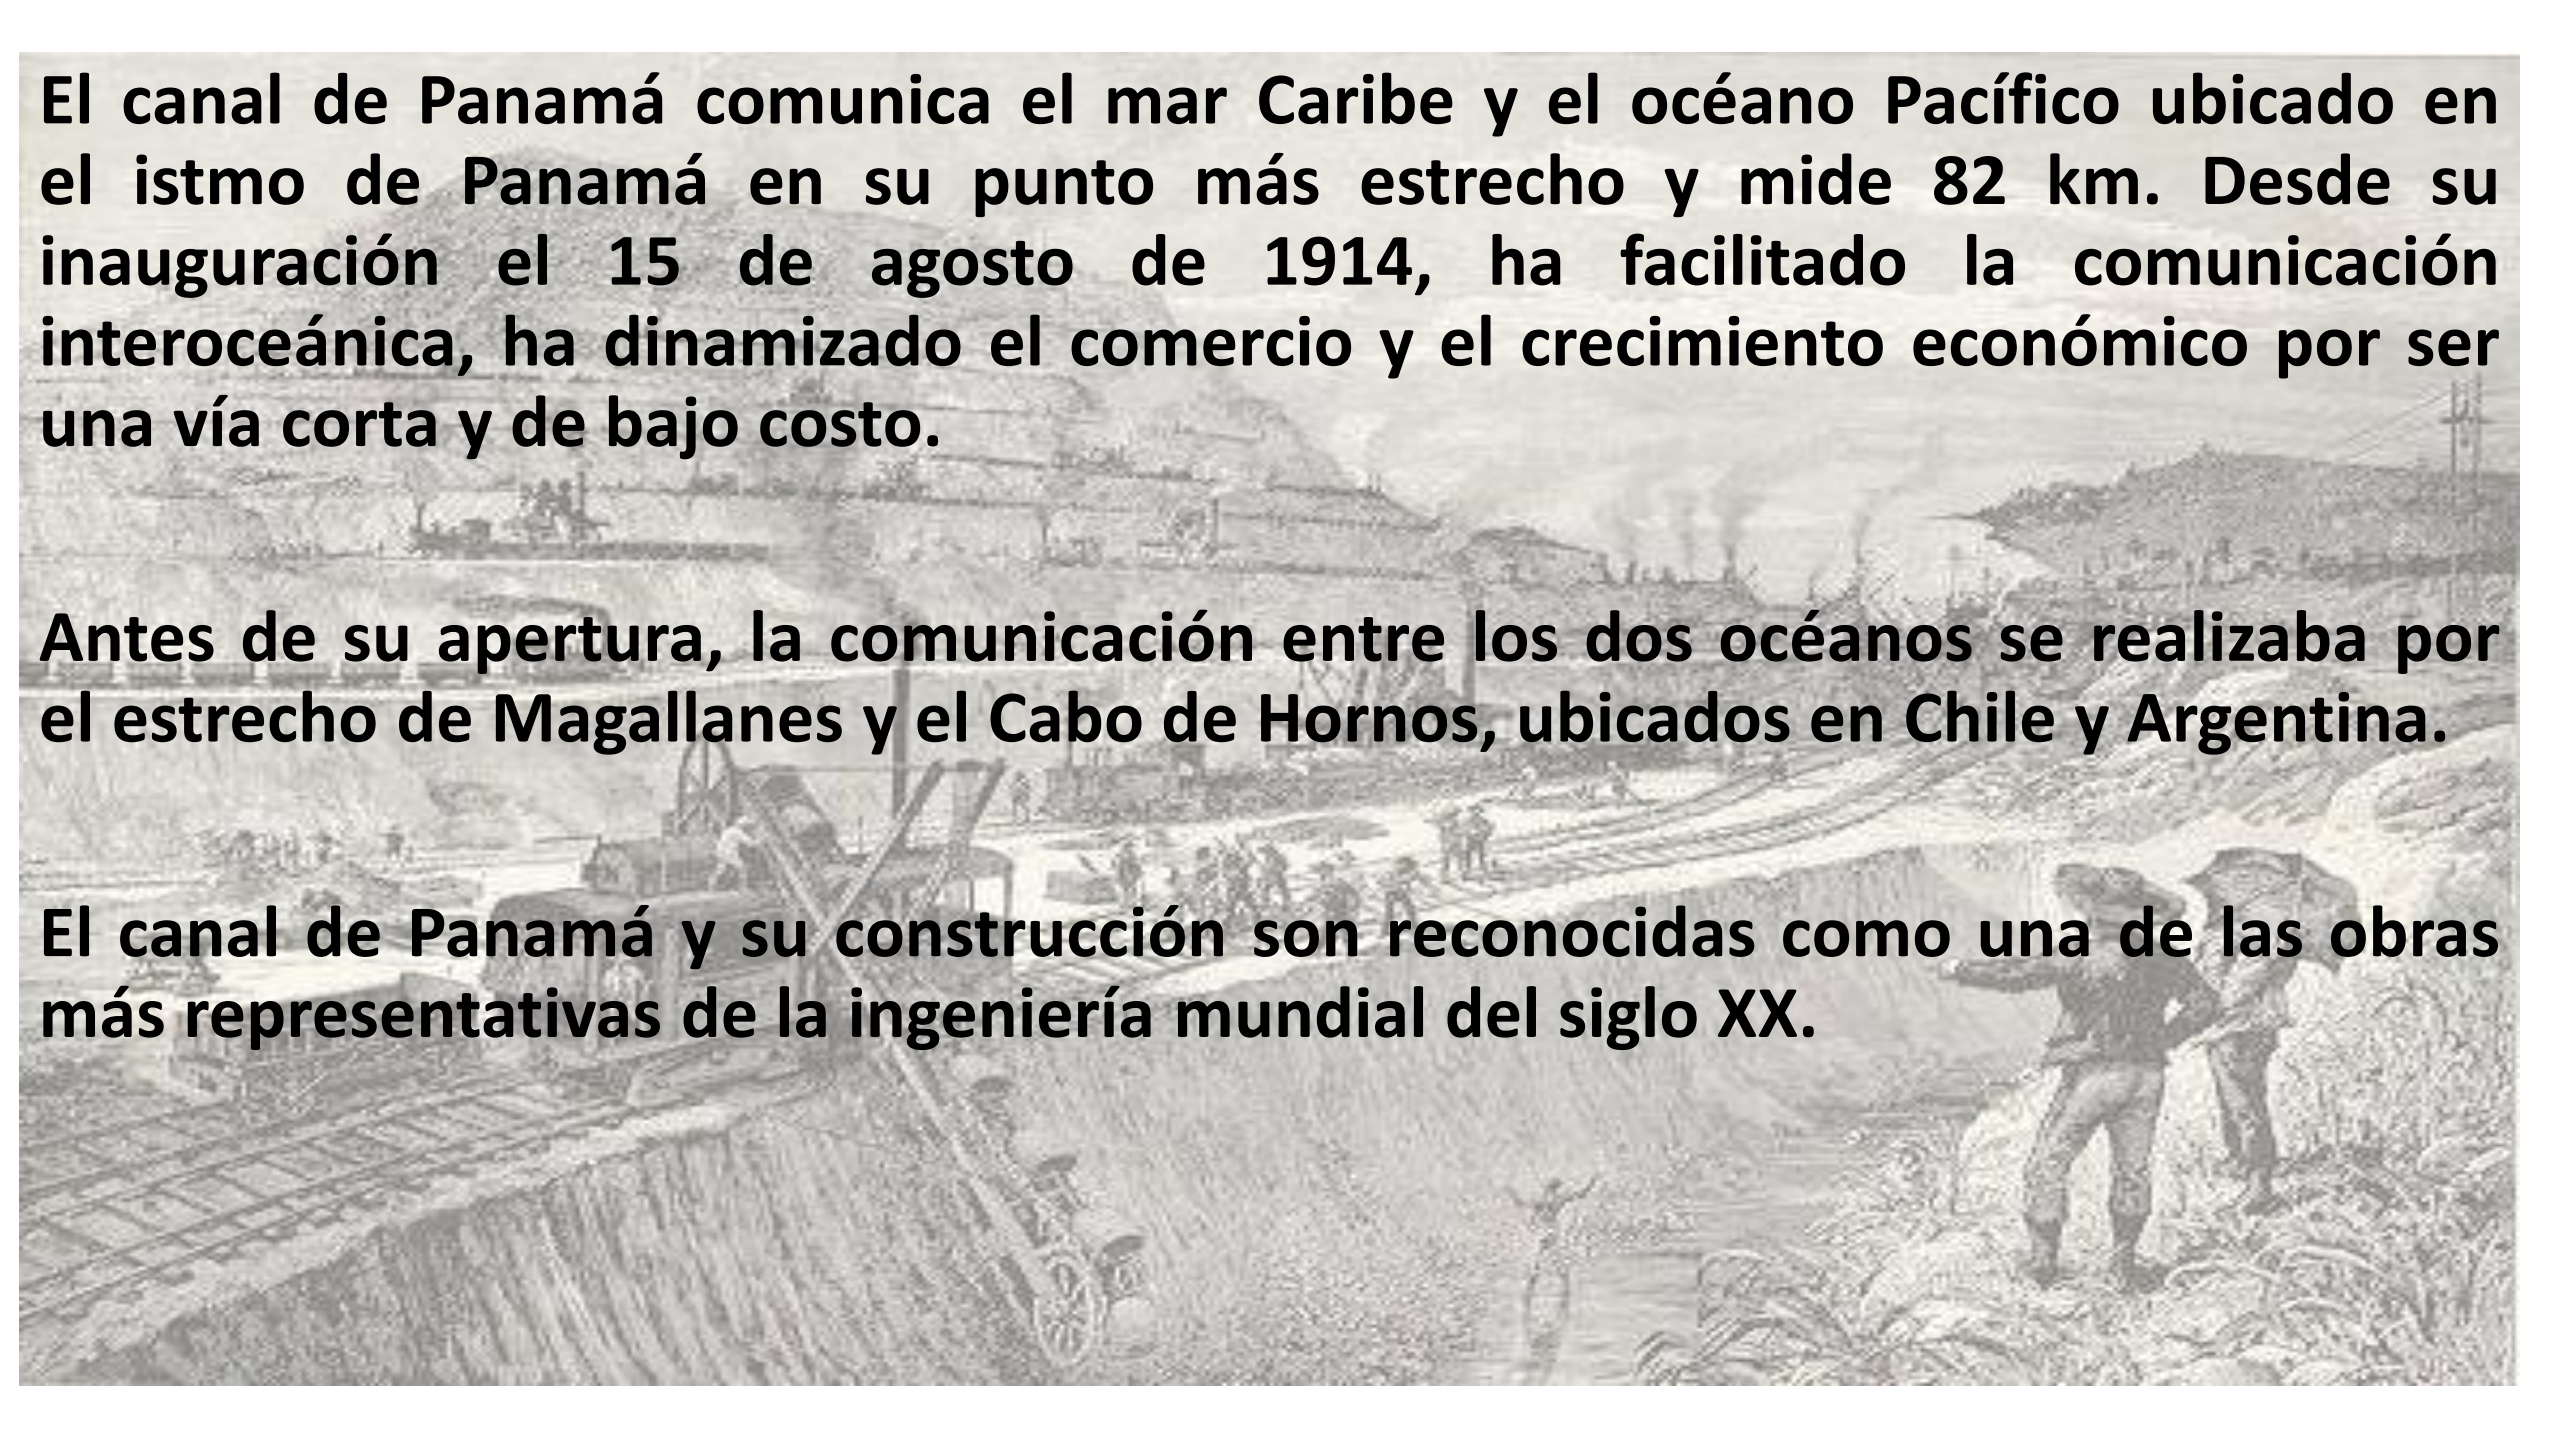 El canal de Panamá comunica el mar Caribe y el océano Pacífico ubicado en
el istmo de Panamá en su punto más estrecho y mide 82 km. Desde su
inauguración el 15 de agosto de 1914, ha facilitado la comunicación
interoceánica, ha dinamizado el comercio y el crecimiento económico por ser
una vía corta y de bajo costo.
Antes de su apertura, la comunicación entre los dos océanos se realizaba por
el estrecho de Magallanes y el Cabo de Hornos, ubicados en Chile y Argentina.
El canal de Panamá y su construcción son reconocidas como una de las obras
más representativas de la ingeniería mundial del siglo XX.